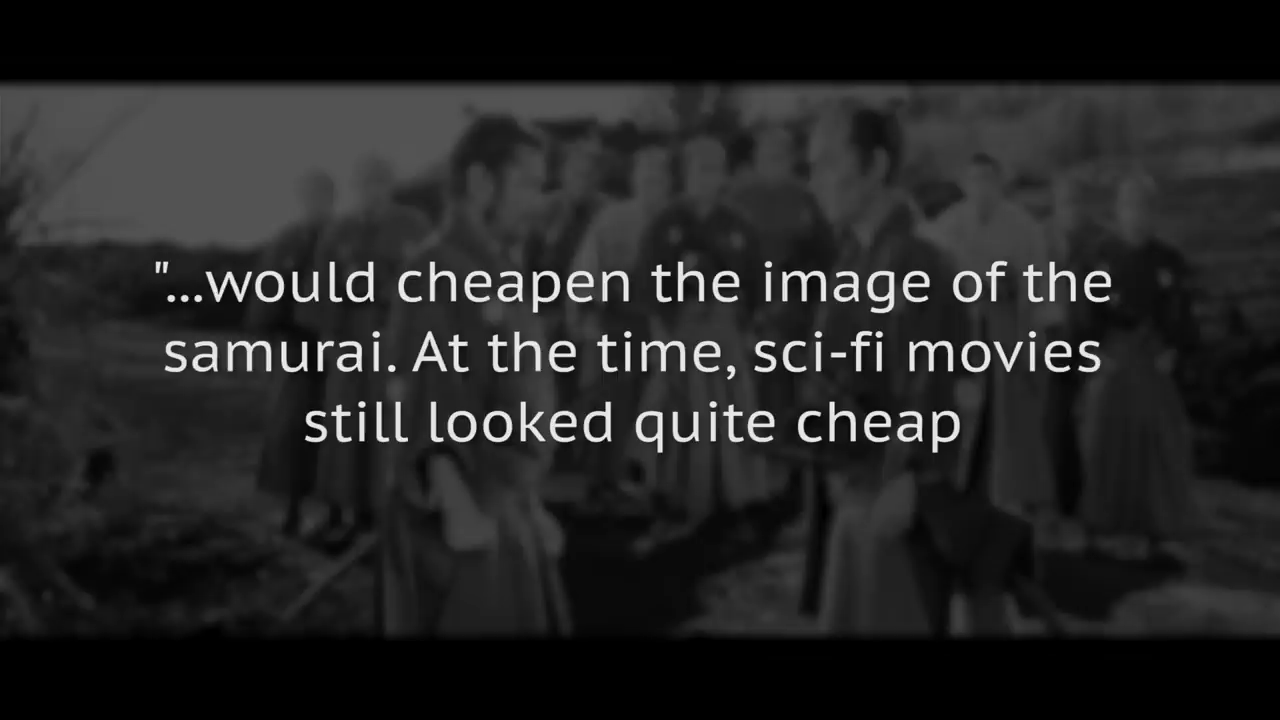 "...would cheapen the image of the
samurai. At the time, sci-fi movies
still looked quite cheap